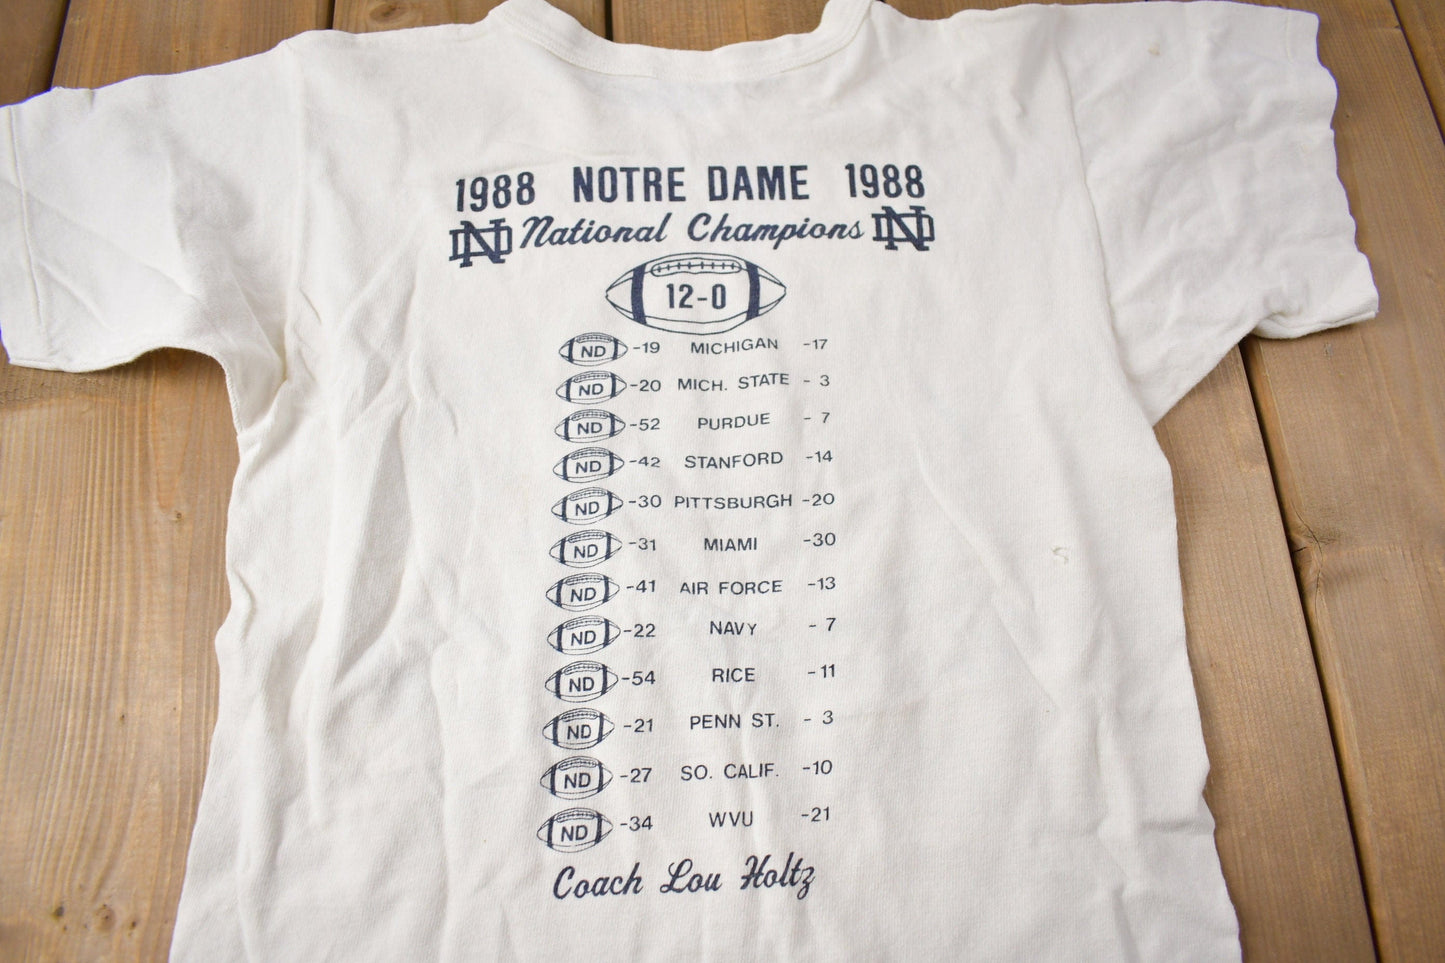 1988 NOTRE DAME 1988
ND National Champions ND
12-0
ND -19 MICHIGAN -17
ND -20 MICH. STATE - 3
ND -52 PURDUE - 7
ND -42 STANFORD -14
ND -30 PITTSBURGH -20
ND -31 MIAMI -30
ND -41 AIR FORCE -13
ND -22 NAVY - 7
ND -54 RICE - 11
ND -21 PENN ST. - 3
ND -27 SO. CALIF. -10
ND -34 WVU -21
Coach Lou Holtz